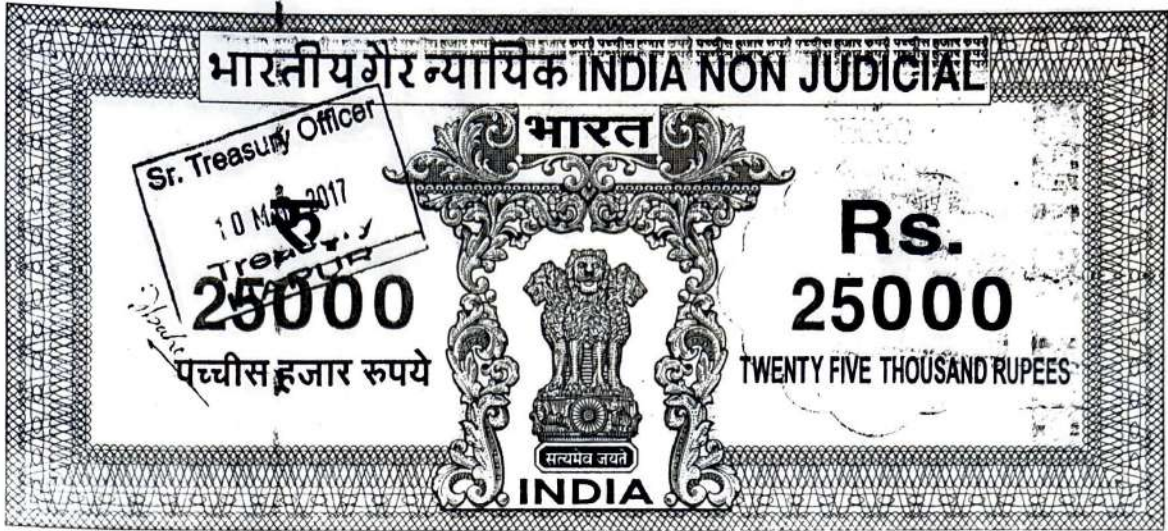 भारतीय गैर न्यायिक INDIA NON JUDICIAL
भारत
Sr. Treasury Officer
10 2017
Treasury
रु
25000
पच्चीस हजार रुपये
Rs.
25000
TWENTY FIVE THOUSAND RUPEES
सत्यमेव जयते
INDIA